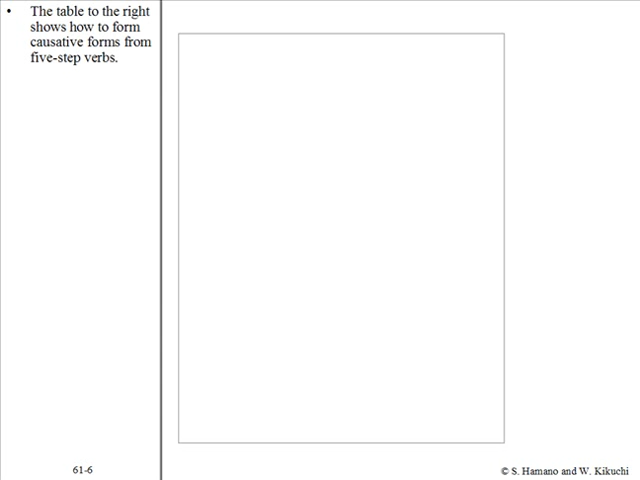 • The table to the right
shows how to form
causative forms from
five-step verbs.
61-6
© S. Hamano and W. Kikuchi